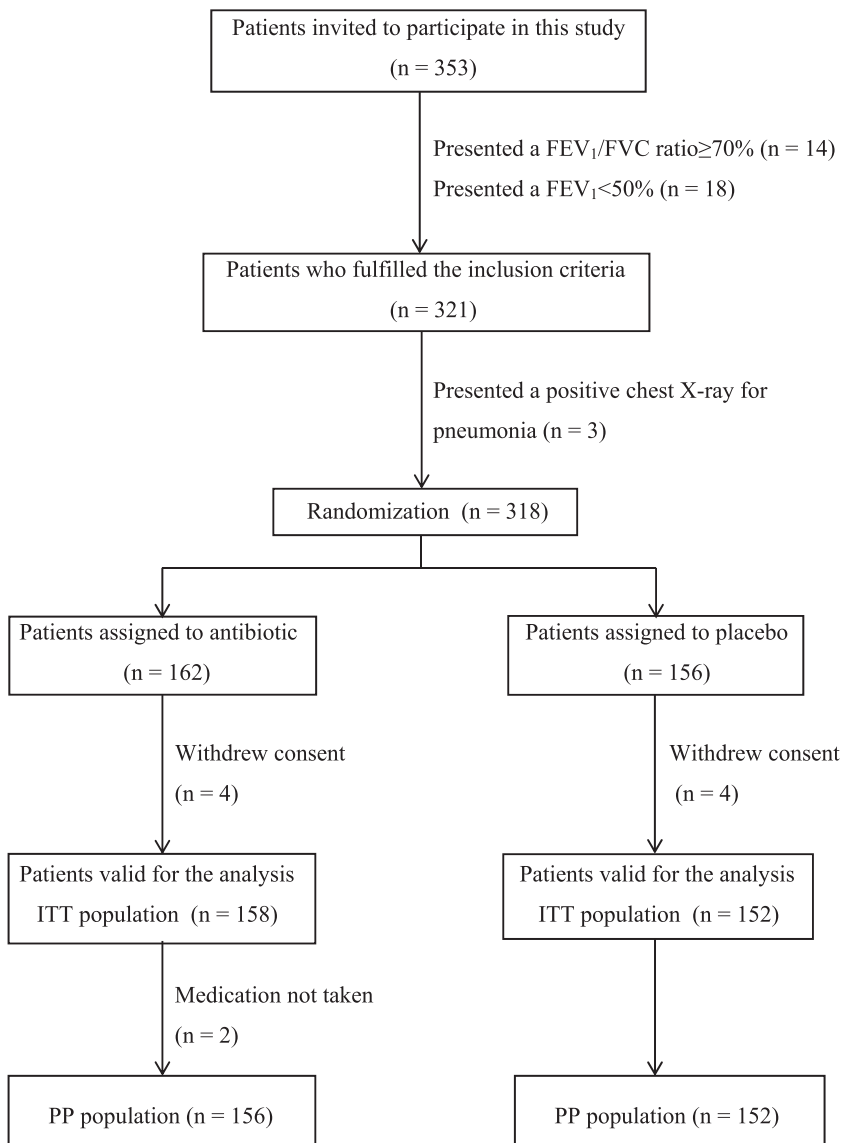 Patients invited to participate in this study
(n = 353)
Presented a FEV₁/FVC ratio≥70% (n = 14)
Presented a FEV₁<50% (n = 18)
Patients who fulfilled the inclusion criteria
(n = 321)
Presented a positive chest X-ray for
pneumonia (n = 3)
Randomization (n = 318)
Patients assigned to antibiotic
(n = 162)
Patients assigned to placebo
(n = 156)
Withdrew consent
(n = 4)
Withdrew consent
(n = 4)
Patients valid for the analysis
ITT population (n = 158)
Patients valid for the analysis
ITT population (n = 152)
Medication not taken
(n = 2)
PP population (n = 156)
PP population (n = 152)